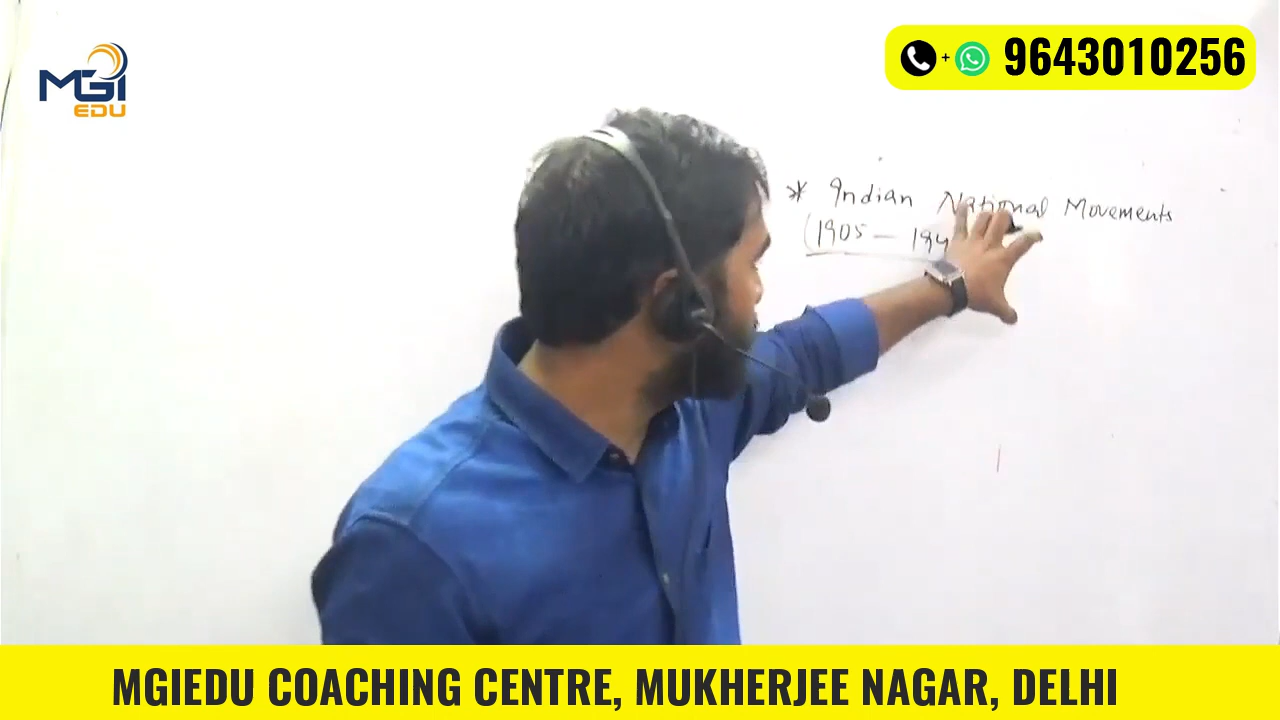 MGI
EDU
+ 9643010256
* Indian National Movements
(1905 – 194
MGIEDU COACHING CENTRE, MUKHERJEE NAGAR, DELHI